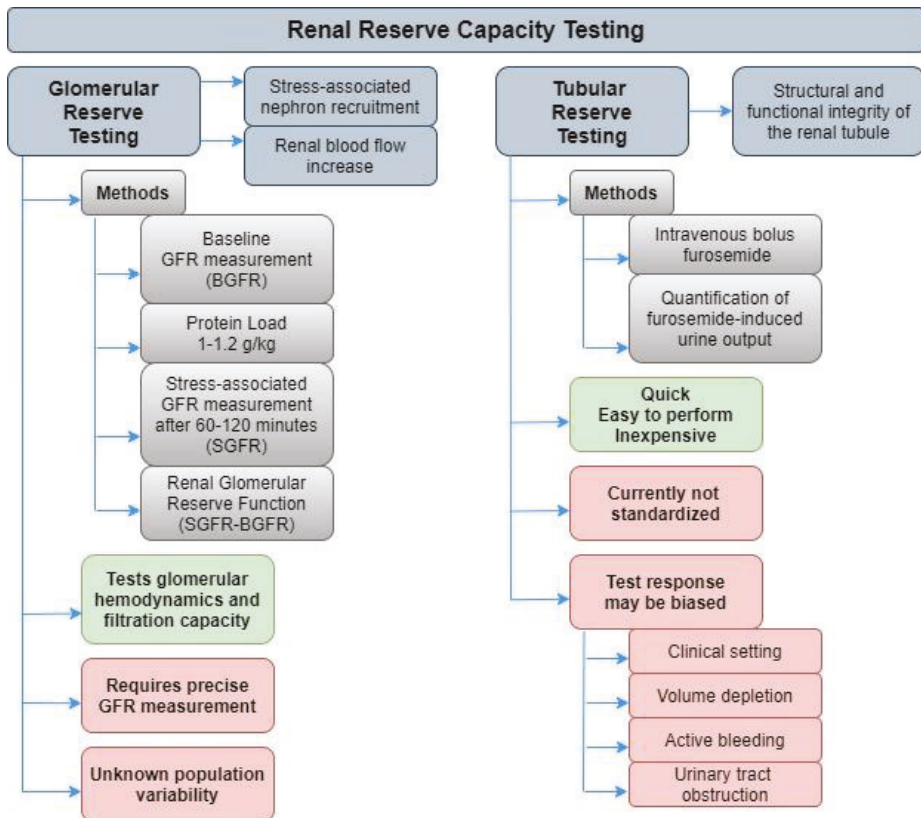 Renal Reserve Capacity Testing
Glomerular
Reserve
Testing
Stress-associated
nephron recruitment
Renal blood flow
increase
Methods
Baseline
GFR measurement
(BGFR)
Protein Load
1-1.2 g/kg
Stress-associated
GFR measurement
after 60-120 minutes
(SGFR)
Renal Glomerular
Reserve Function
(SGFR-BGFR)
Tests glomerular
hemodynamics and
filtration capacity
Requires precise
GFR measurement
Unknown population
variability
Tubular
Reserve
Testing
Structural and
functional integrity of
the renal tubule
Methods
Intravenous bolus
furosemide
Quantification of
furosemide-induced
urine output
Quick
Easy to perform
Inexpensive
Currently not
standardized
Test response
may be biased
Clinical setting
Volume depletion
Active bleeding
Urinary tract
obstruction